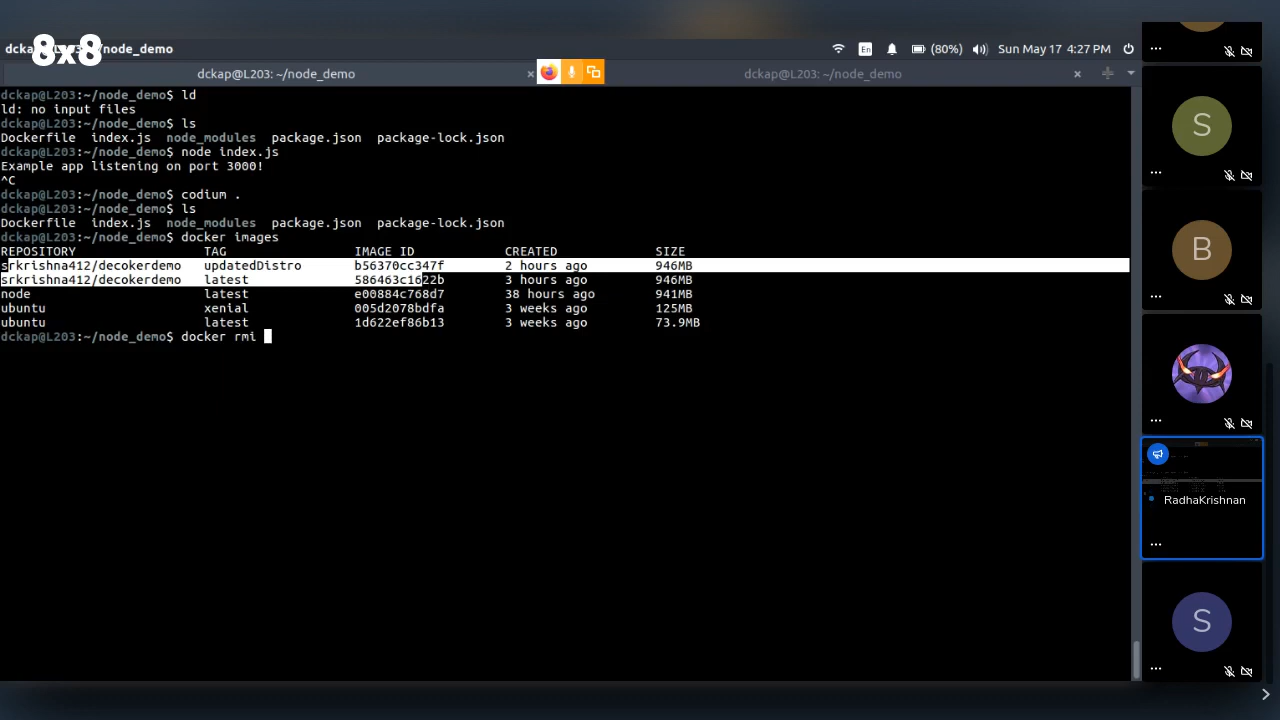 8x8
dcka /node_demo
En (80%) Sun May 17 4:27 PM
dckap@L203: ~/node_demo × dckap@L203: ~/node_demo ×
dckap@L203:~/node_demo$ ld
ld: no input files
dckap@L203:~/node_demo$ ls
Dockerfile index.js node_modules package.json package-lock.json
dckap@L203:~/node_demo$ node index.js
Example app listening on port 3000!
^C
dckap@L203:~/node_demo$ codium .
dckap@L203:~/node_demo$ ls
Dockerfile index.js node_modules package.json package-lock.json
dckap@L203:~/node_demo$ docker images
REPOSITORY TAG IMAGE ID CREATED SIZE
srkrishna412/decokerdemo updatedDistro b56370cc347f 2 hours ago 946MB
srkrishna412/decokerdemo latest 586463c1622b 3 hours ago 946MB
node latest e00884c768d7 38 hours ago 941MB
ubuntu xenial 005d2078bdfa 3 weeks ago 125MB
ubuntu latest 1d622ef86b13 3 weeks ago 73.9MB
dckap@L203:~/node_demo$ docker rmi
S
B
RadhaKrishnan
S